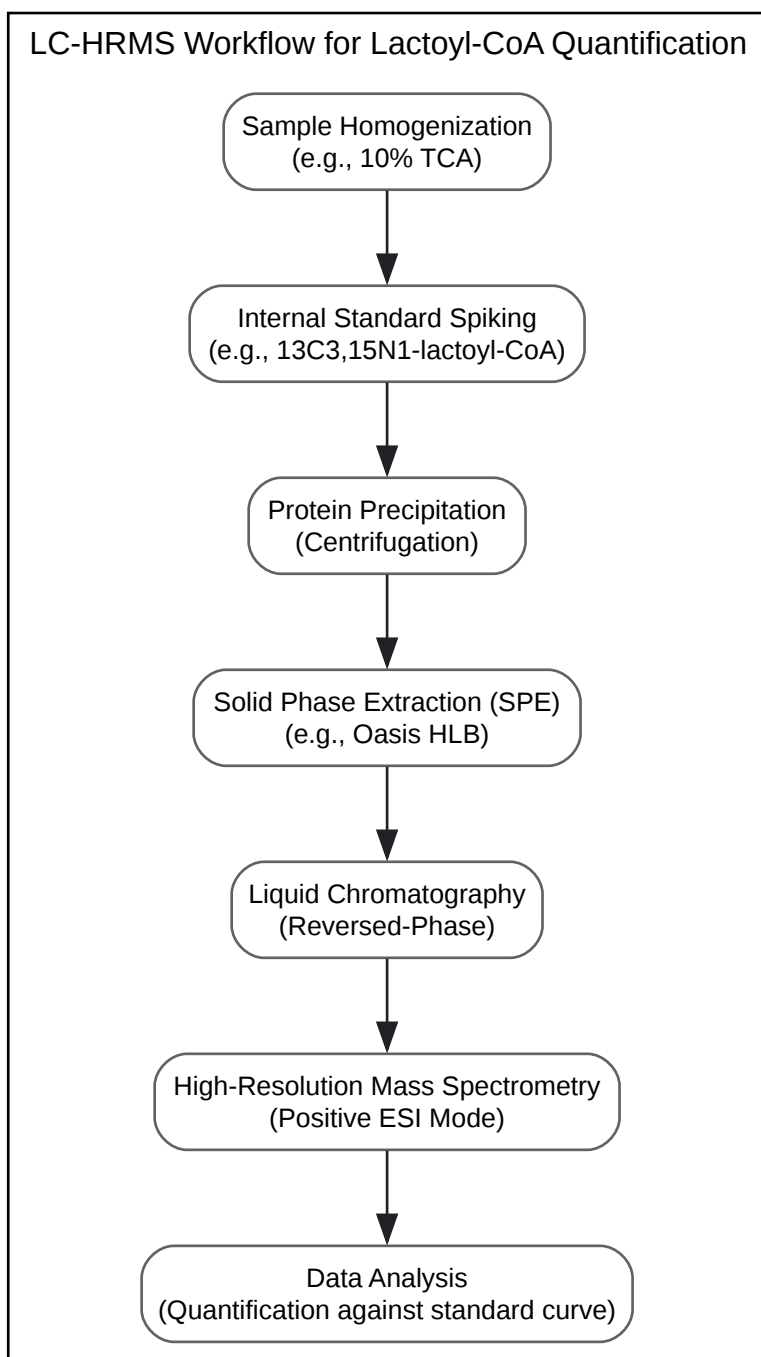 LC-HRMS Workflow for Lactoyl-CoA Quantification
Sample Homogenization
(e.g., 10% TCA)
Internal Standard Spiking
(e.g., 13C3,15N1-lactoyl-CoA)
Protein Precipitation
(Centrifugation)
Solid Phase Extraction (SPE)
(e.g., Oasis HLB)
Liquid Chromatography
(Reversed-Phase)
High-Resolution Mass Spectrometry
(Positive ESI Mode)
Data Analysis
(Quantification against standard curve)